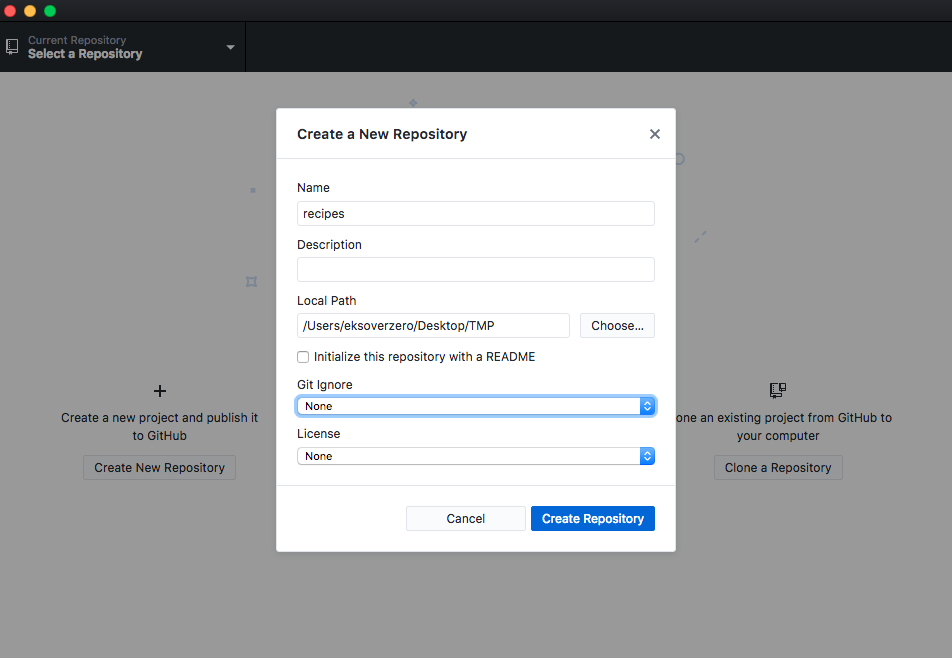 Current Repository
Select a Repository
Create a New Repository
Name
recipes
Description
Local Path
/Users/eksoverzero/Desktop/TMP
Choose...
Initialize this repository with a README
Git Ignore
None
License
None
Cancel
Create Repository
Create a new project and publish it
to GitHub
Create New Repository
one an existing project from GitHub to
your computer
Clone a Repository